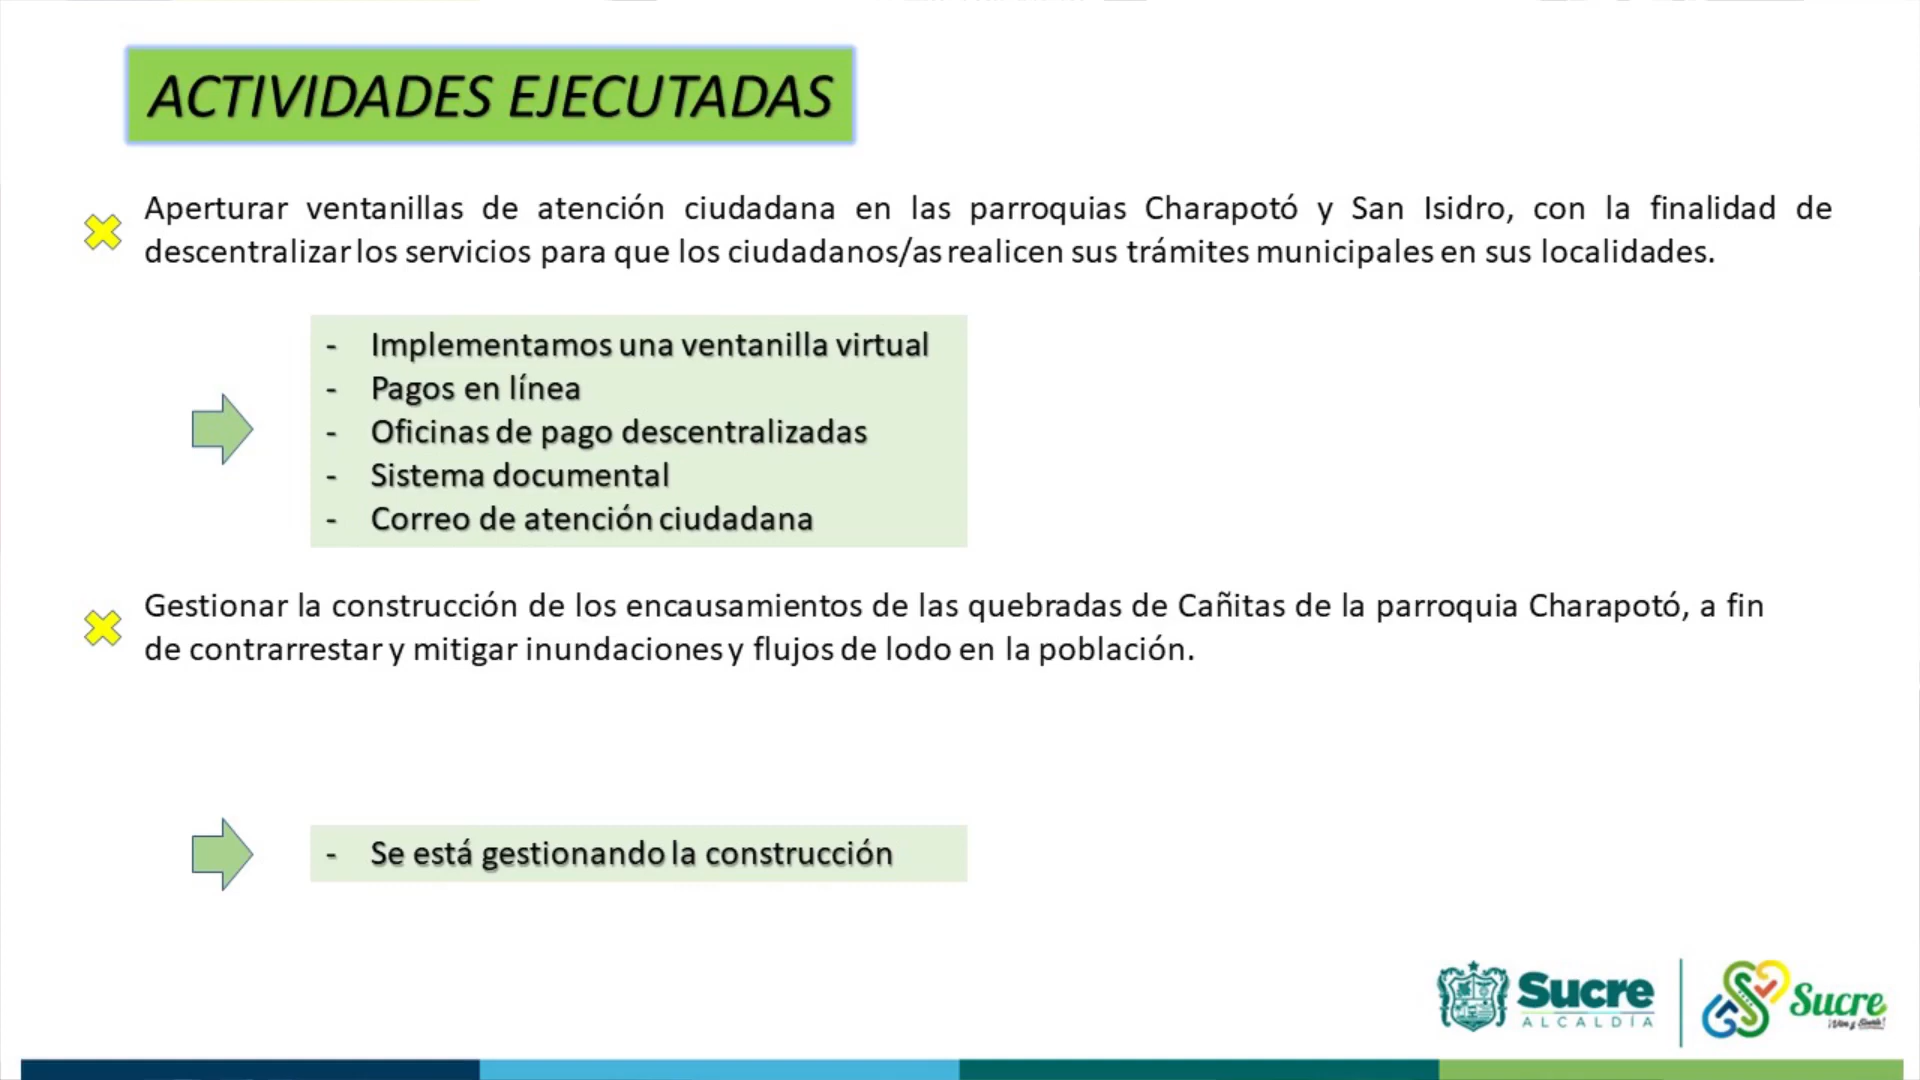 ACTIVIDADES EJECUTADAS
Aperturar ventanillas de atención ciudadana en las parroquias Charapotó y San Isidro, con la finalidad de
descentralizar los servicios para que los ciudadanos/as realicen sus trámites municipales en sus localidades.
- Implementamos una ventanilla virtual
- Pagos en línea
- Oficinas de pago descentralizadas
- Sistema documental
- Correo de atención ciudadana
Gestionar la construcción de los encausamientos de las quebradas de Cañitas de la parroquia Charapotó, a fin
de contrarrestar y mitigar inundaciones y flujos de lodo en la población.
- Se está gestionando la construcción
Sucre
ALCALDÍA
Sucre